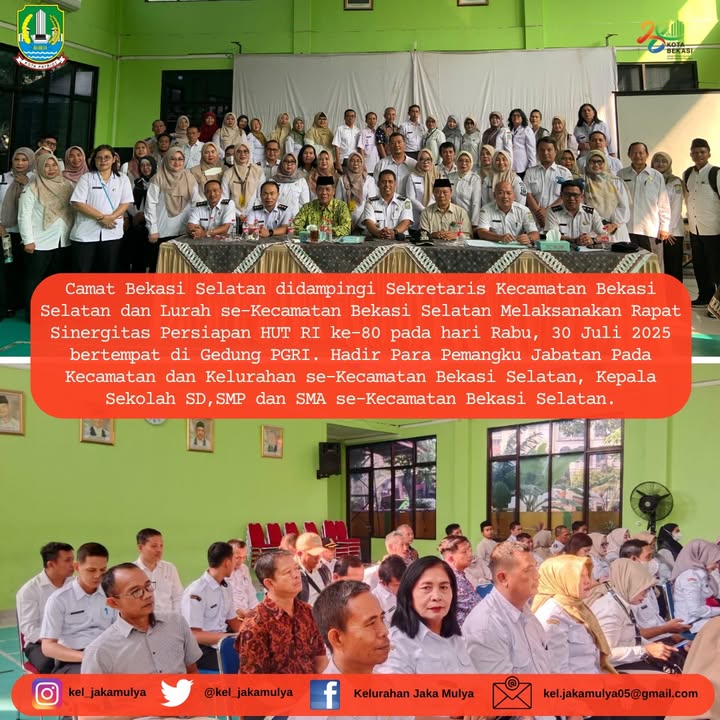 KOTA BEKASI
KOTA
BEKASI
Camat Bekasi Selatan didampingi Sekretaris Kecamatan Bekasi
Selatan dan Lurah se-Kecamatan Bekasi Selatan Melaksanakan Rapat
Sinergitas Persiapan HUT RI ke-80 pada hari Rabu, 30 Juli 2025
bertempat di Gedung PGRI. Hadir Para Pemangku Jabatan Pada
Kecamatan dan Kelurahan se-Kecamatan Bekasi Selatan, Kepala
Sekolah SD,SMP dan SMA se-Kecamatan Bekasi Selatan.
kel_jakamulya @kel_jakamulya Kelurahan Jaka Mulya kel.jakamulya05@gmail.com